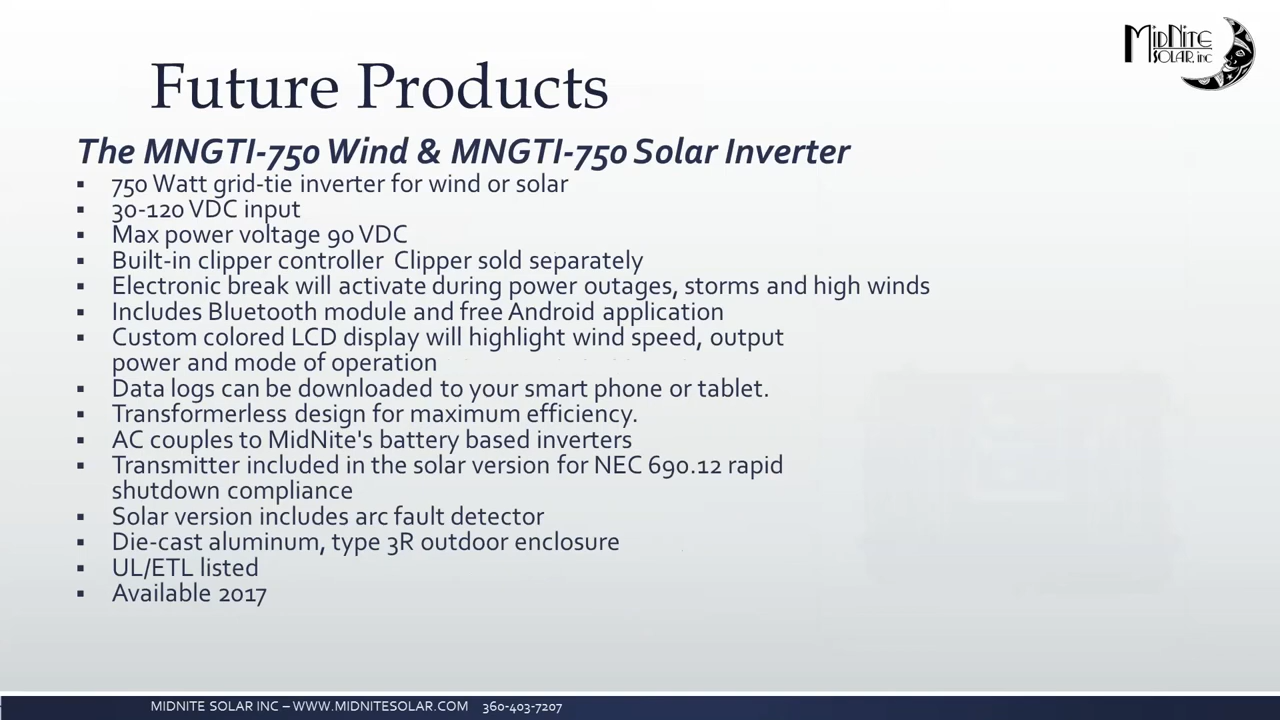 MIDNITE
SOLAR, INC
Future Products
The MNGTI-750 Wind & MNGTI-750 Solar Inverter
▪ 750 Watt grid-tie inverter for wind or solar
▪ 30-120 VDC input
▪ Max power voltage 90 VDC
▪ Built-in clipper controller  Clipper sold separately
▪ Electronic break will activate during power outages, storms and high winds
▪ Includes Bluetooth module and free Android application
▪ Custom colored LCD display will highlight wind speed, output
power and mode of operation
▪ Data logs can be downloaded to your smart phone or tablet.
▪ Transformerless design for maximum efficiency.
▪ AC couples to MidNite's battery based inverters
▪ Transmitter included in the solar version for NEC 690.12 rapid
shutdown compliance
▪ Solar version includes arc fault detector
▪ Die-cast aluminum, type 3R outdoor enclosure
▪ UL/ETL listed
▪ Available 2017
MIDNITE SOLAR INC – WWW.MIDNITESOLAR.COM 360-403-7207